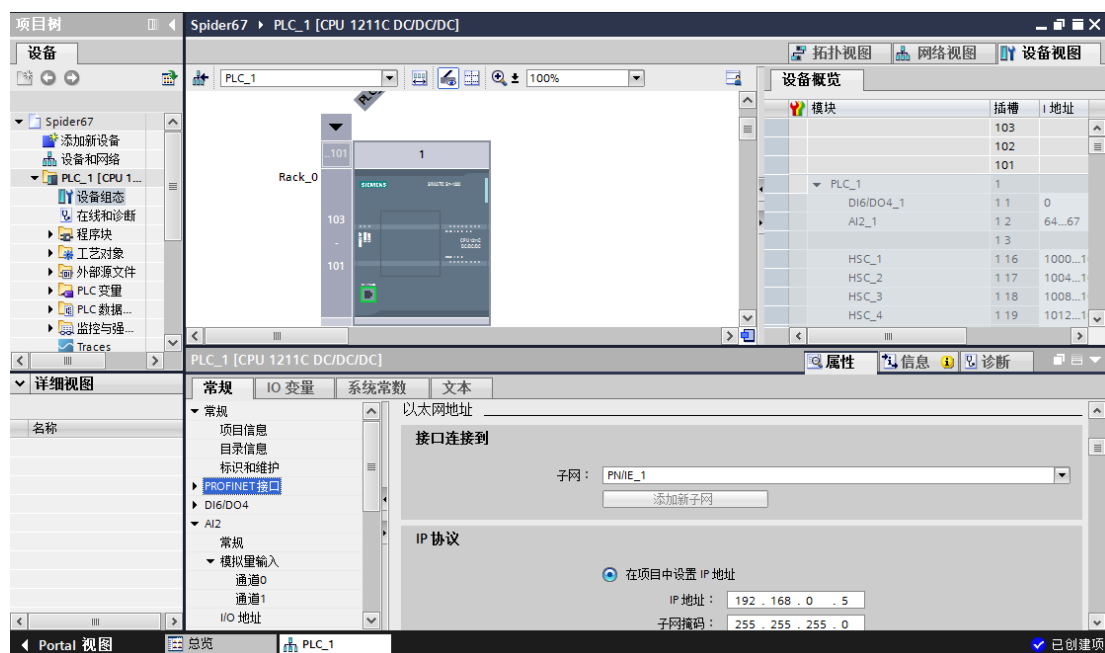 项目树
Spider67 ▸ PLC_1 [CPU 1211C DC/DC/DC]
设备
拓扑视图
网络视图
设备视图
PLC_1
100%
设备概览
Spider67
添加新设备
设备和网络
PLC_1 [CPU 1...
设备组态
在线和诊断
程序块
工艺对象
外部源文件
PLC 变量
PLC 数据...
监控与强...
Traces
..101
1
Rack_0
SIEMENS
103
-
101
模块 插槽 I 地址
103
102
101
PLC_1 1
DI6/DO4_1 1 1 0
AI2_1 1 2 64...67
1 3
HSC_1 1 16 1000...1
HSC_2 1 17 1004...1
HSC_3 1 18 1008...1
HSC_4 1 19 1012...1
PLC_1 [CPU 1211C DC/DC/DC]
属性
信息
诊断
详细视图
名称
常规
IO 变量
系统常数
文本
常规
项目信息
目录信息
标识和维护
PROFINET接口
DI6/DO4
AI2
常规
模拟量输入
通道0
通道1
I/O 地址
以太网地址
接口连接到
子网： PN/IE_1
添加新子网
IP 协议
在项目中设置 IP 地址
IP 地址： 192 . 168 . 0 . 5
子网掩码： 255 . 255 . 255 . 0
Portal 视图
总览
PLC_1
已创建项